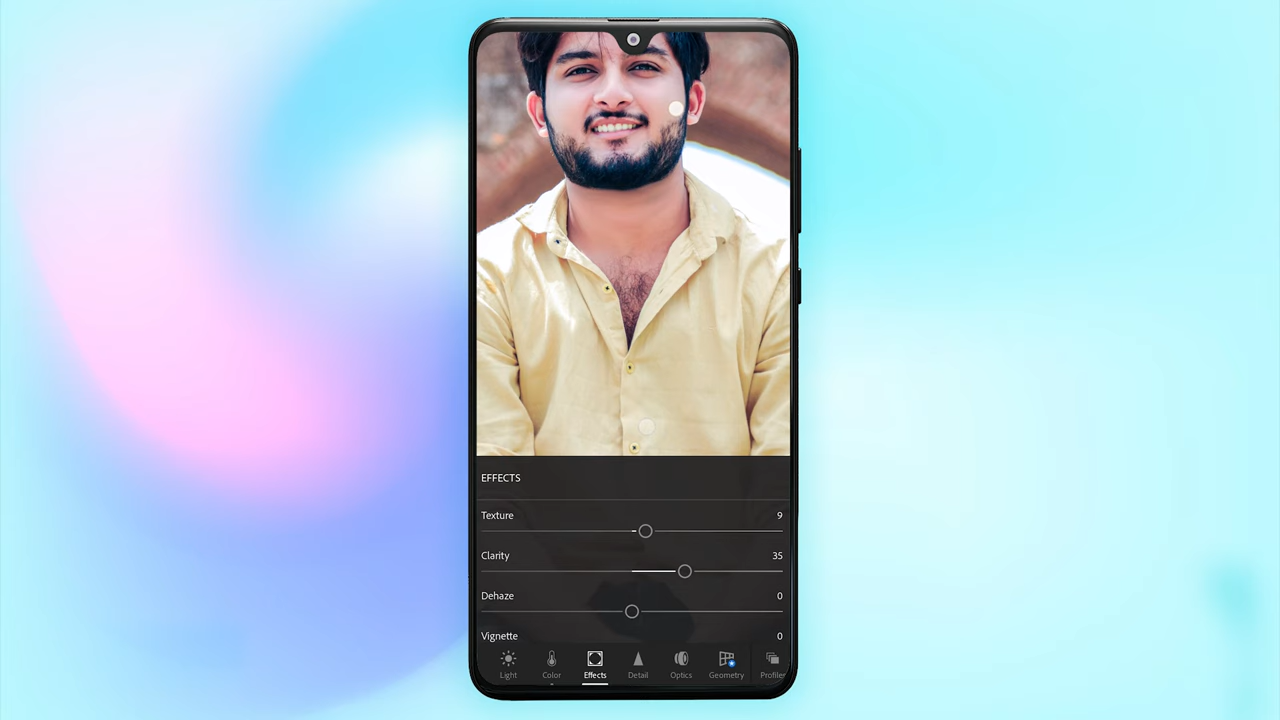 EFFECTS
Texture 9
Clarity 35
Dehaze 0
Vignette 0
Light Color Effects Detail Optics Geometry Profiles